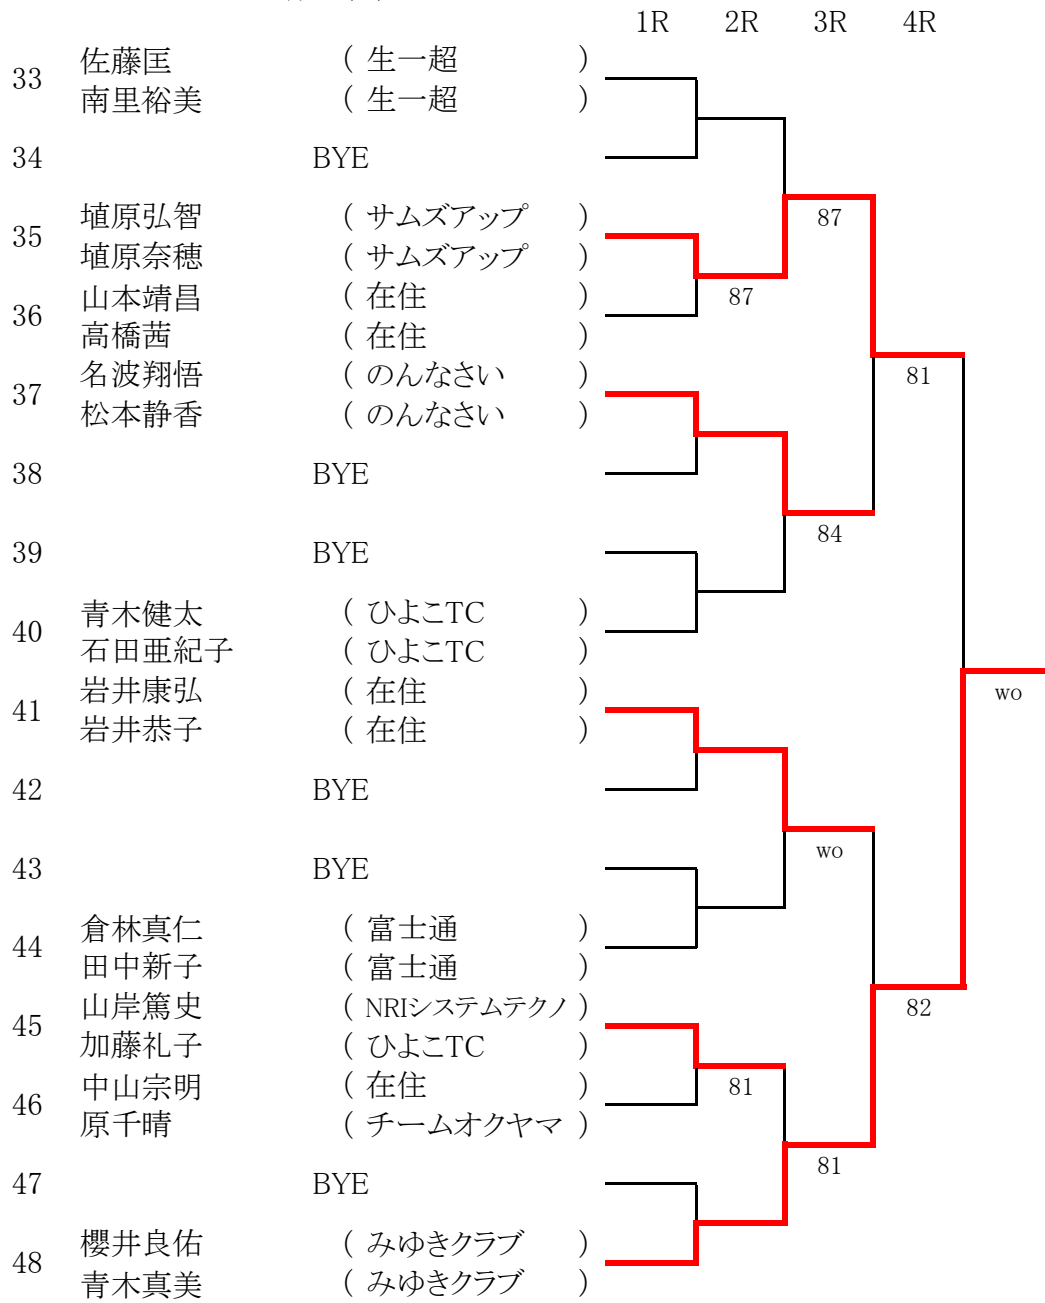 1R 2R 3R 4R
佐藤匡 ( 生一超 )
33
南里裕美 ( 生一超 )
34 BYE
埴原弘智 ( サムズアップ )
35
87
埴原奈穂 ( サムズアップ )
山本靖昌 ( 在住 )
87
36
高橋茜 ( 在住 )
名波翔悟 ( のんなさい )
81
37
松本静香 ( のんなさい )
38 BYE
84
39 BYE
青木健太 ( ひよこTC )
40
石田亜紀子 ( ひよこTC )
岩井康弘 ( 在住 )
wo
41
岩井恭子 ( 在住 )
42 BYE
wo
43 BYE
倉林真仁 ( 富士通 )
44
田中新子 ( 富士通 )
山岸篤史 ( NRIシステムテクノ )
82
45
加藤礼子 ( ひよこTC )
中山宗明 ( 在住 )
81
46
原千晴 ( チームオクヤマ )
81
47 BYE
櫻井良佑 ( みゆきクラブ )
48
青木真美 ( みゆきクラブ )